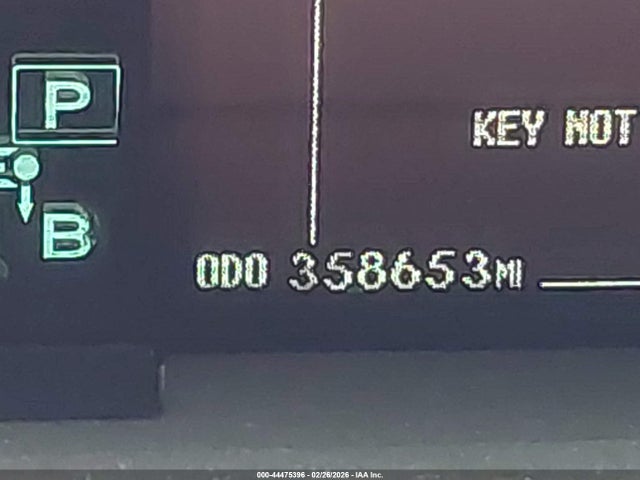 P
KEY NOT
B
ODO 358653MI
000-44475396 - 02/26/2026 - IAA Inc.